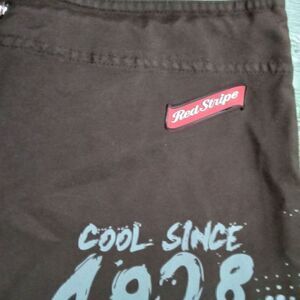 Red Stripe
COOL SINCE
1928